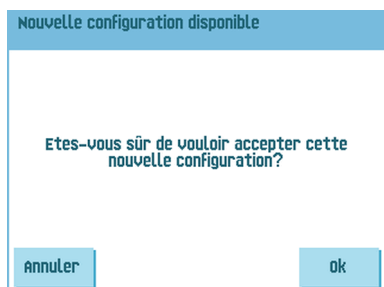 Nouvelle configuration disponible
Etes-vous sûr de vouloir accepter cette
nouvelle configuration?
Annuler
Ok